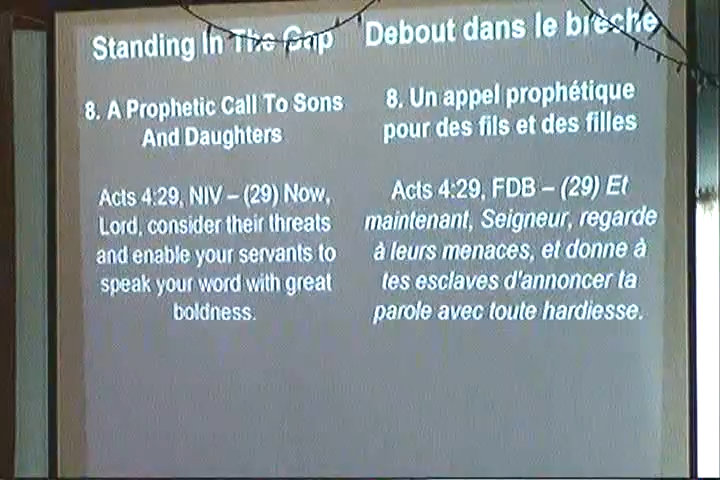 Standing In The Gap
8. A Prophetic Call To Sons
And Daughters
Acts 4:29, NIV – (29) Now,
Lord, consider their threats
and enable your servants to
speak your word with great
boldness.
Debout dans le brèche
8. Un appel prophétique
pour des fils et des filles
Acts 4:29, FDB – (29) Et
maintenant, Seigneur, regarde
à leurs menaces, et donne à
tes esclaves d'annoncer ta
parole avec toute hardiesse.